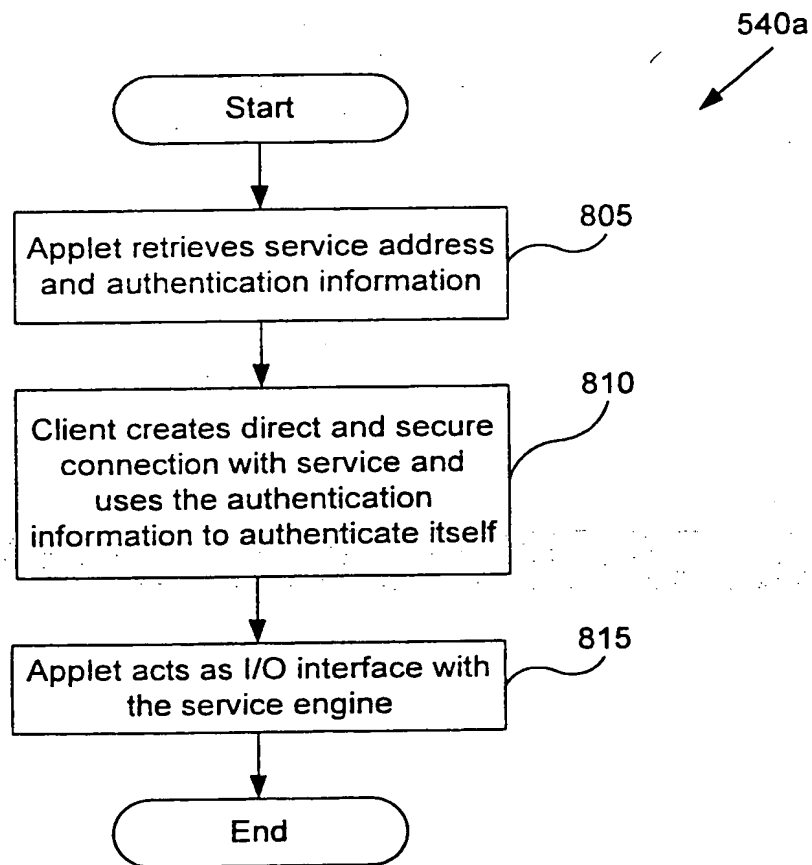 540a
Start
805
Applet retrieves service address
and authentication information
810
Client creates direct and secure
connection with service and
uses the authentication
information to authenticate itself
815
Applet acts as I/O interface with
the service engine
End